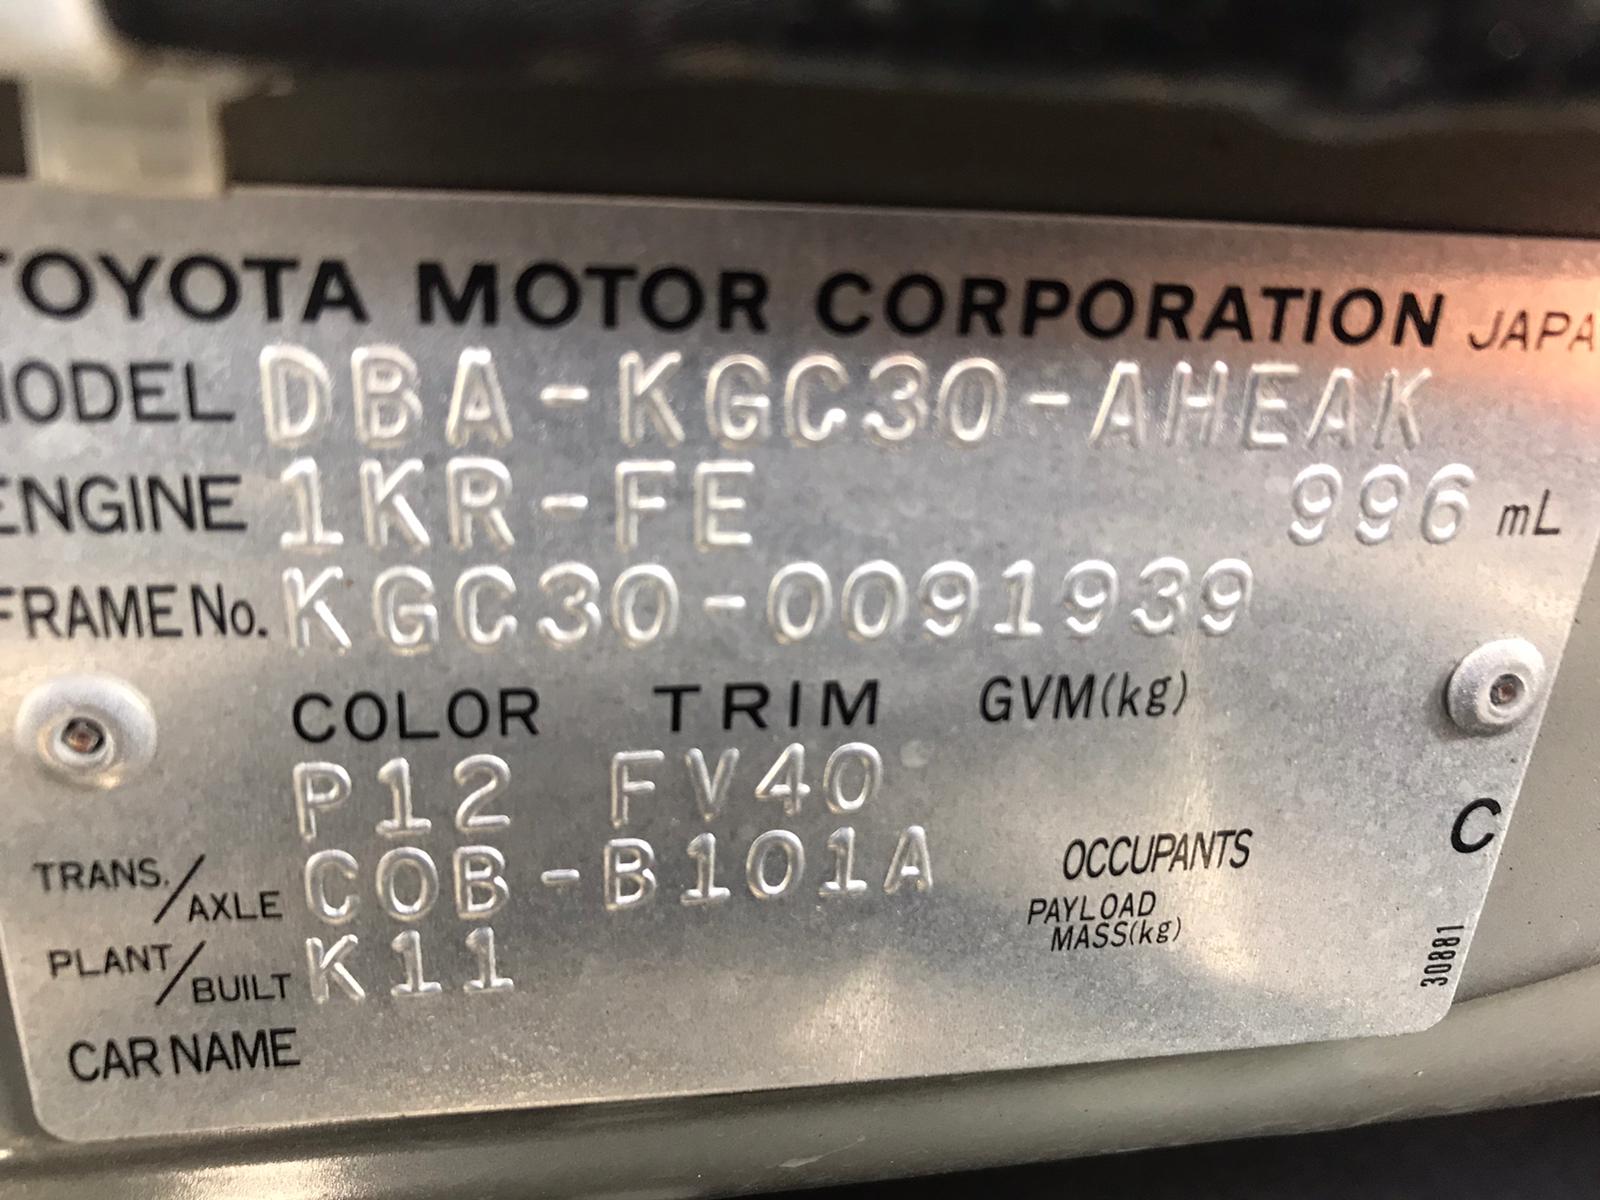 TOYOTA MOTOR CORPORATION JAPA
MODEL DBA-KGC30-AHEAK
ENGINE 1KR-FE 996 mL
FRAME No. KGC30-0091939
COLOR TRIM GVM(kg)
P12 FV40
C
TRANS./AXLE C0B-B101A
OCCUPANTS
PAYLOAD
MASS(kg)
PLANT/BUILT K11
30881
CAR NAME